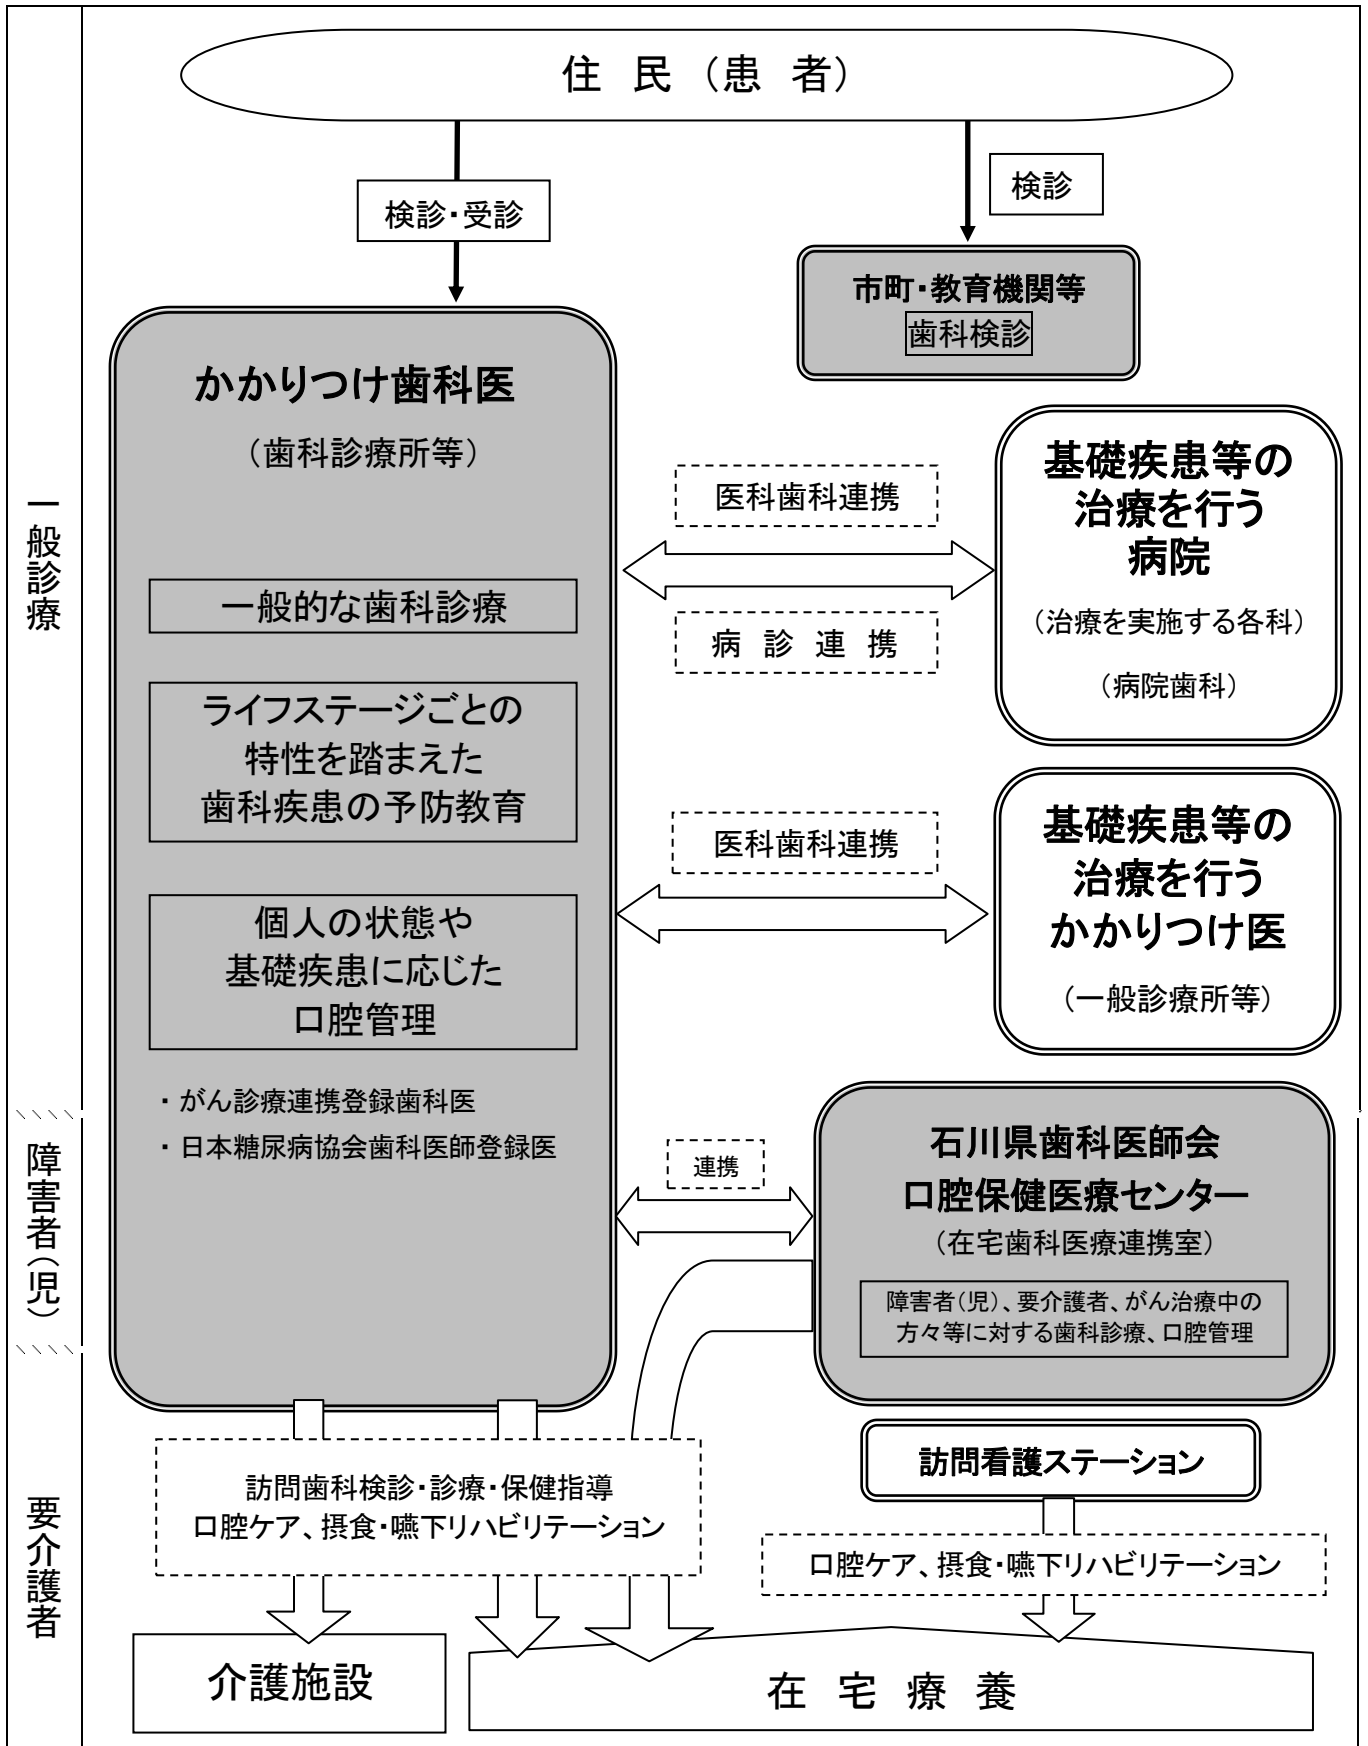 住 民 （患 者）
検診・受診
検診
市町・教育機関等
歯科検診
一般診療
かかりつけ歯科医
（歯科診療所等）
一般的な歯科診療
ライフステージごとの
特性を踏まえた
歯科疾患の予防教育
個人の状態や
基礎疾患に応じた
口腔管理
・ がん診療連携登録歯科医
・ 日本糖尿病協会歯科医師登録医
医科歯科連携
病 診 連 携
基礎疾患等の
治療を行う
病院
（治療を実施する各科）
（病院歯科）
医科歯科連携
基礎疾患等の
治療を行う
かかりつけ医
（一般診療所等）
障害者（児）
連携
石川県歯科医師会
口腔保健医療センター
（在宅歯科医療連携室）
障害者（児）、要介護者、がん治療中の
方々等に対する歯科診療、口腔管理
要介護者
訪問歯科検診・診療・保健指導
口腔ケア、摂食・嚥下リハビリテーション
訪問看護ステーション
口腔ケア、摂食・嚥下リハビリテーション
介護施設
在 宅 療 養